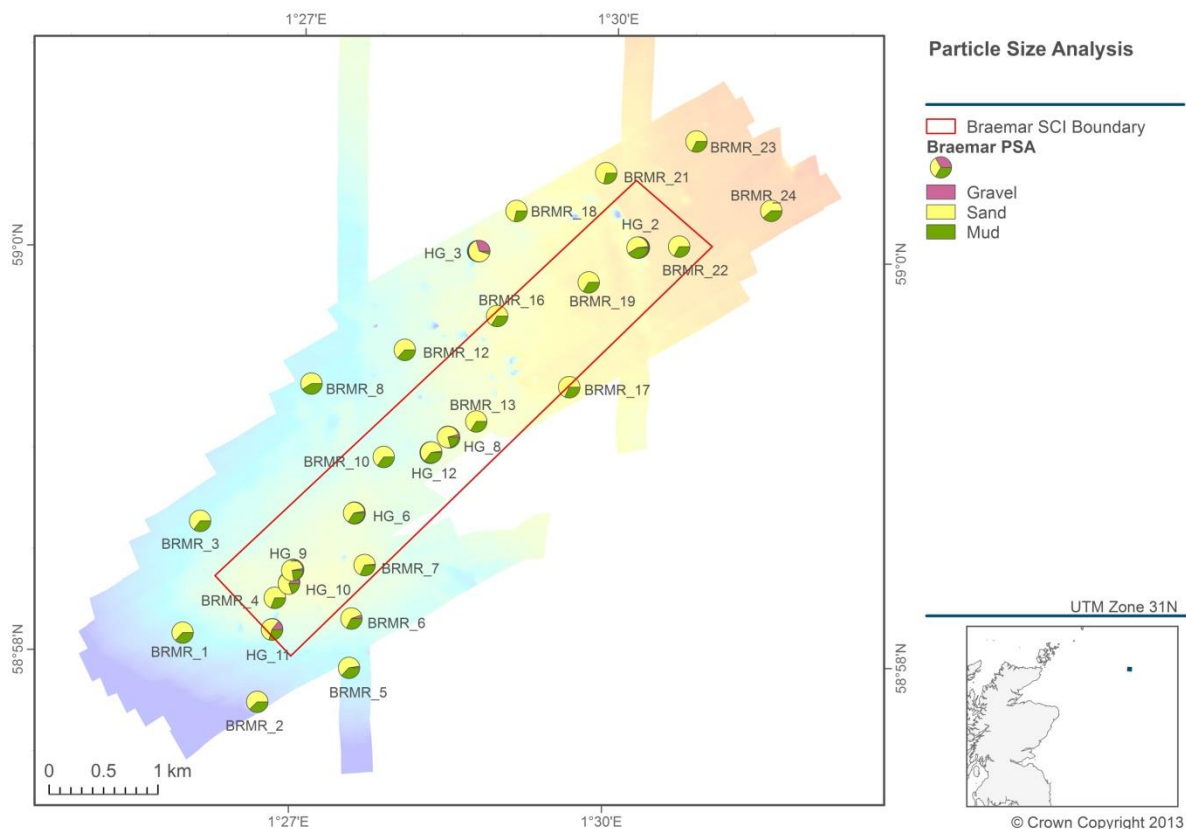 1°27'E
1°30'E
Particle Size Analysis
Braemar SCI Boundary
Braemar PSA
Gravel
Sand
Mud
BRMR_23
BRMR_21
BRMR_24
BRMR_18
HG_2
HG_3
59°0'N
59°0'N
BRMR_22
BRMR_19
BRMR_16
BRMR_12
BRMR_8
BRMR_17
BRMR_13
HG_8
BRMR_10
HG_12
HG_6
BRMR_3
HG_9
BRMR_7
HG_10
BRMR_4
BRMR_6
BRMR_1
HG_11
58°58'N
58°58'N
BRMR_5
BRMR_2
UTM Zone 31N
0 0.5 1 km
1°27'E
1°30'E
© Crown Copyright 2013